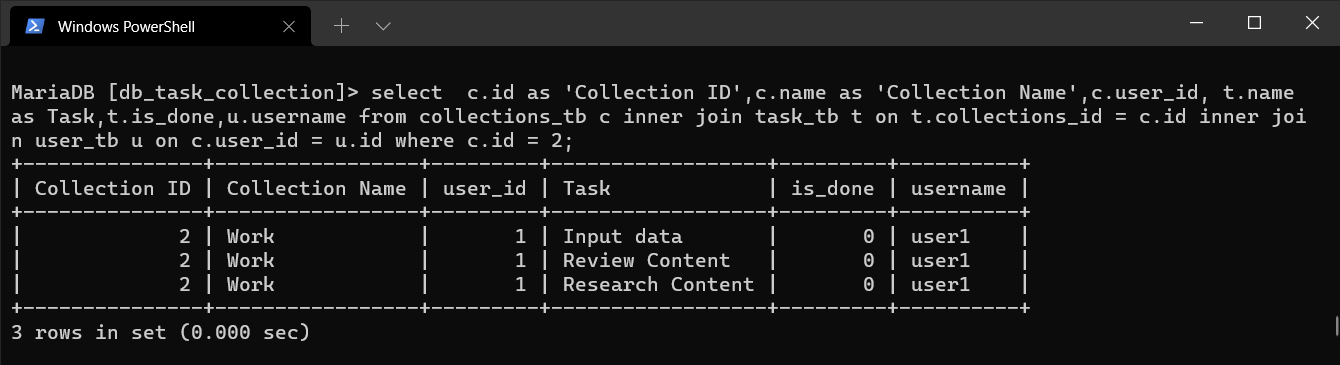 Windows PowerShell
MariaDB [db_task_collection]> select  c.id as 'Collection ID',c.name as 'Collection Name',c.user_id, t.name
as Task,t.is_done,u.username from collections_tb c inner join task_tb t on t.collections_id = c.id inner joi
n user_tb u on c.user_id = u.id where c.id = 2;
+---------------+-----------------+---------+------------------+---------+----------+
| Collection ID | Collection Name | user_id | Task             | is_done | username |
+---------------+-----------------+---------+------------------+---------+----------+
|             2 | Work            |       1 | Input data       |       0 | user1    |
|             2 | Work            |       1 | Review Content   |       0 | user1    |
|             2 | Work            |       1 | Research Content |       0 | user1    |
+---------------+-----------------+---------+------------------+---------+----------+
3 rows in set (0.000 sec)